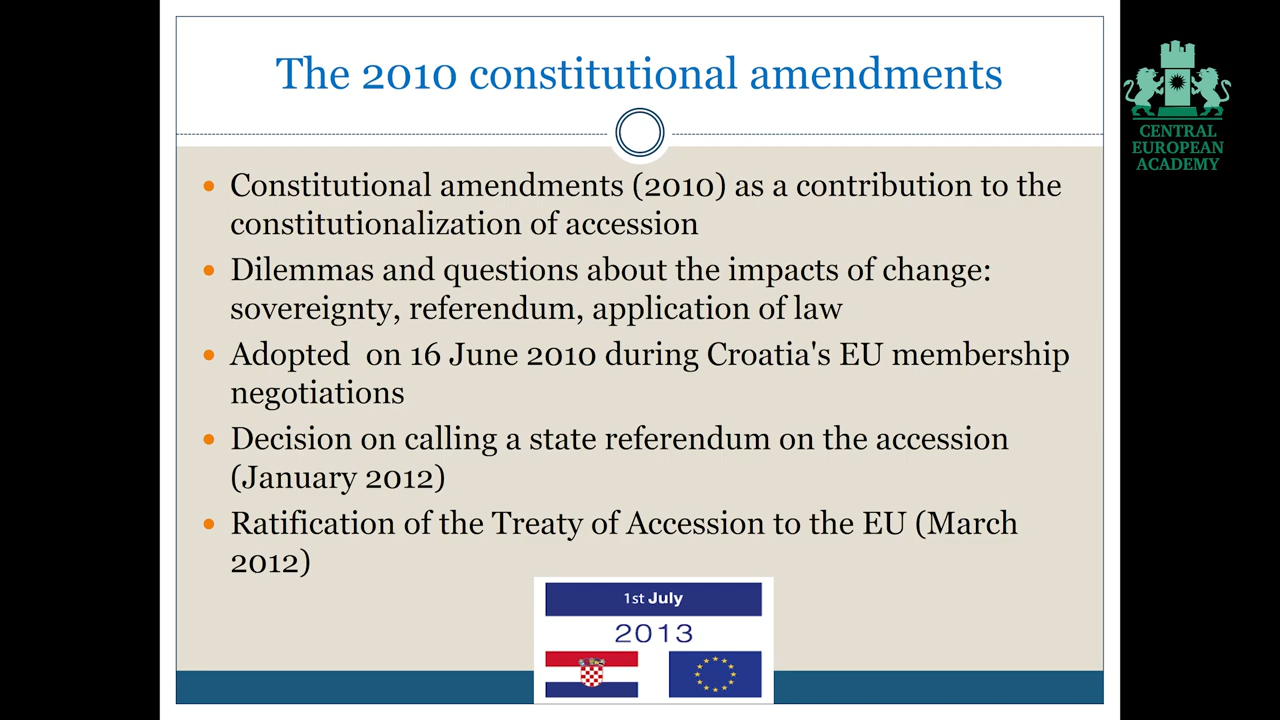 The 2010 constitutional amendments
CENTRAL
EUROPEAN
ACADEMY
• Constitutional amendments (2010) as a contribution to the
constitutionalization of accession
• Dilemmas and questions about the impacts of change:
sovereignty, referendum, application of law
• Adopted  on 16 June 2010 during Croatia's EU membership
negotiations
• Decision on calling a state referendum on the accession
(January 2012)
• Ratification of the Treaty of Accession to the EU (March
2012)
1st July
2013